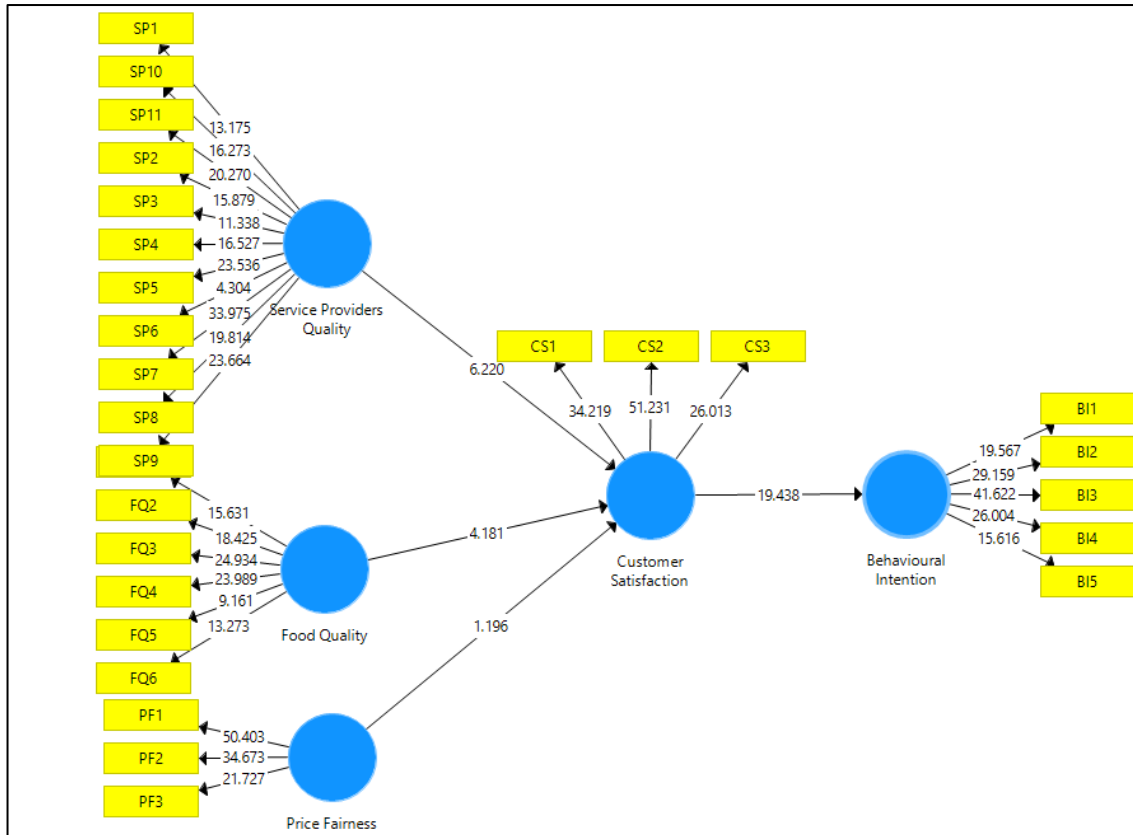 SP1
SP10
SP11
SP2
SP3
SP4
SP5
SP6
SP7
SP8
SP9
13.175
16.273
20.270
15.879
11.338
16.527
23.536
4.304
33.975
19.814
23.664
Service Providers
Quality
FQ2
FQ3
FQ4
FQ5
FQ6
15.631
18.425
24.934
23.989
9.161
13.273
Food Quality
PF1
PF2
PF3
50.403
34.673
21.727
Price Fairness
6.220
4.181
1.196
CS1
CS2
CS3
34.219
51.231
26.013
Customer
Satisfaction
19.438
Behavioural
Intention
19.567
29.159
41.622
26.004
15.616
BI1
BI2
BI3
BI4
BI5